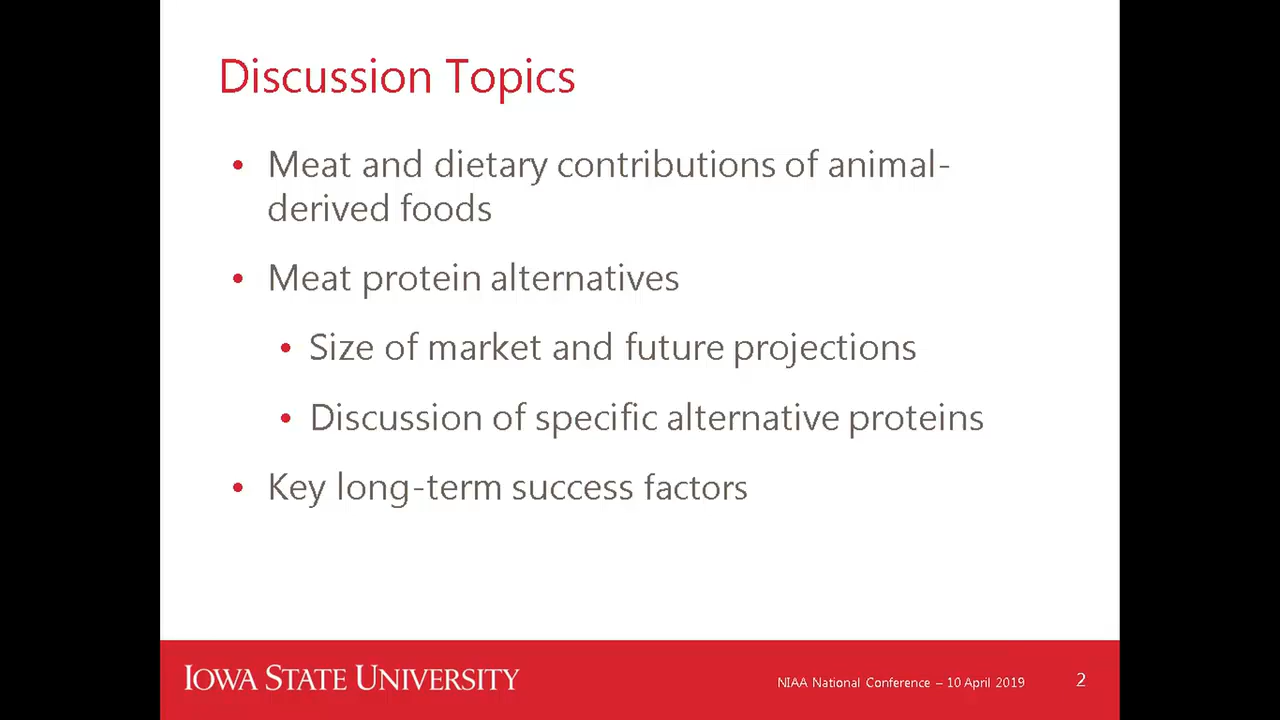 Discussion Topics
• Meat and dietary contributions of animal-
derived foods
• Meat protein alternatives
• Size of market and future projections
• Discussion of specific alternative proteins
• Key long-term success factors
IOWA STATE UNIVERSITY
NIAA National Conference – 10 April 2019
2